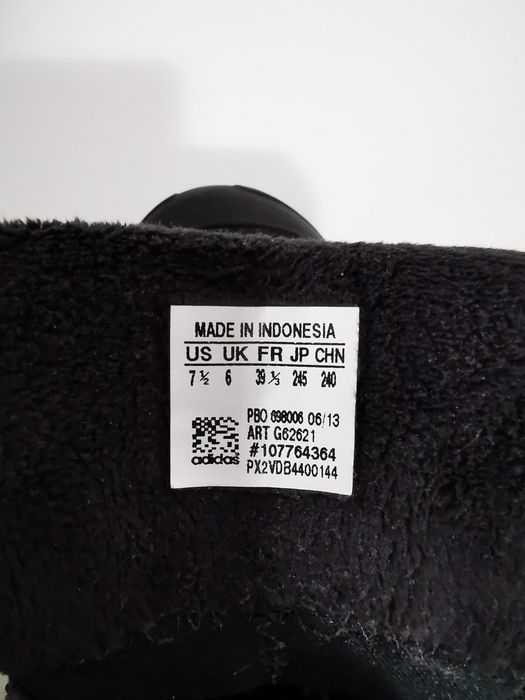 MADE IN INDONESIA
US UK FR JP CHN
7½ 6 39⅓ 245 240
PBO 698006 06/13
ART G62621
#107764364
adidas PX2VDB4400144